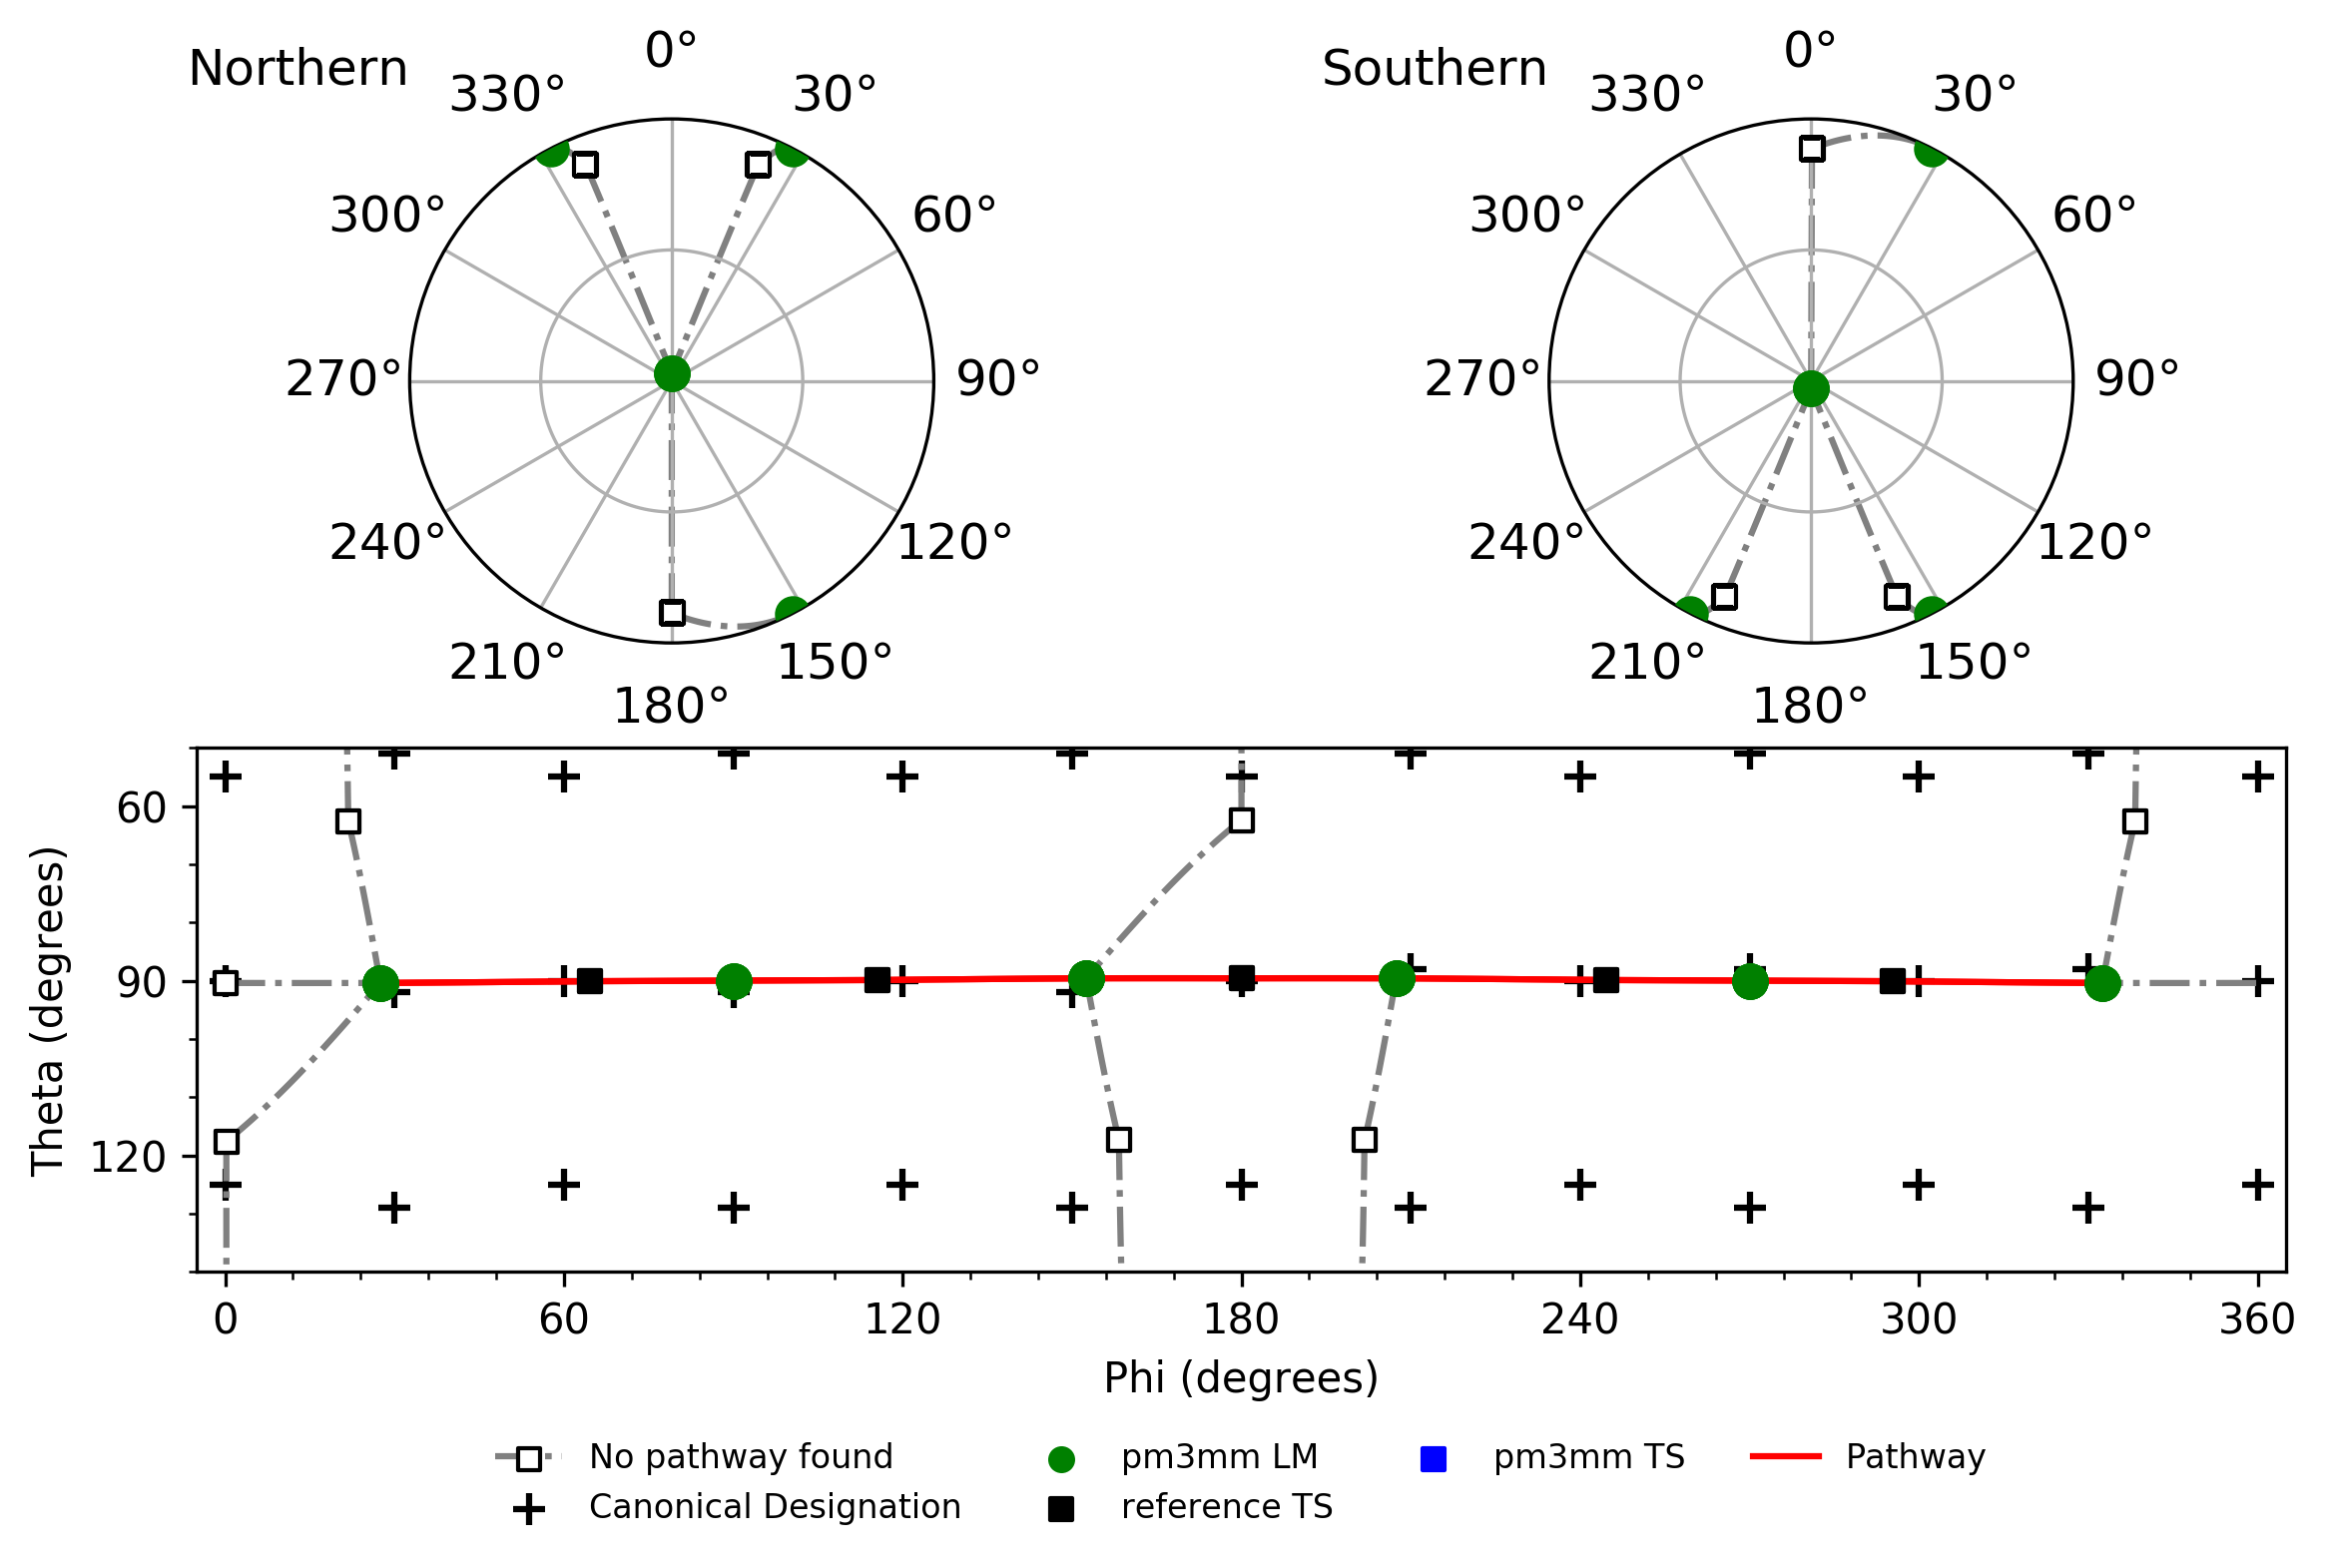 Northern
0°
30°
60°
90°
120°
150°
180°
210°
240°
270°
300°
330°
Southern
0°
30°
60°
90°
120°
150°
180°
210°
240°
270°
300°
330°
Theta (degrees)
60
90
120
0 60 120 180 240 300 360
Phi (degrees)
No pathway found
Canonical Designation
pm3mm LM
reference TS
pm3mm TS
Pathway